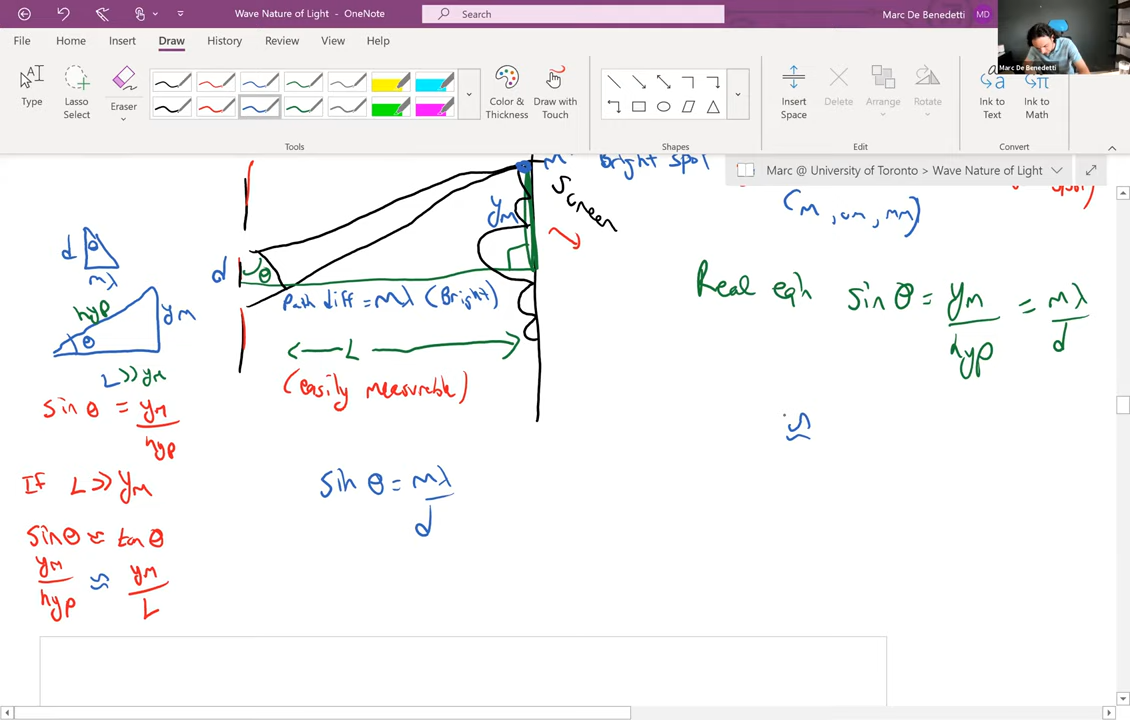 Wave Nature of Light - OneNote
Search
Marc De Benedetti
MD
File
Home
Insert
Draw
History
Review
View
Help
Marc De Benedetti
Type
Lasso Select
Eraser
Color & Thickness
Draw with Touch
Insert Space
Delete
Arrange
Rotate
Ink to Text
Ink to Math
Tools
Shapes
Edit
Convert
Marc @ University of Toronto > Wave Nature of Light
M
Bright spot
Screen
(m, cm, mm)
spot)
yₘ
d
θ
mλ
d
θ
hyp
yₘ
θ
Path diff = mλ (Bright)
L
(easily measurable)
L >> yₘ
sin θ = yₘ / hyp
If L >> yₘ
sin θ ≈ tan θ
yₘ / hyp ≈ yₘ / L
sin θ = mλ / d
Real eqn sin θ = yₘ / hyp = mλ / d
≈